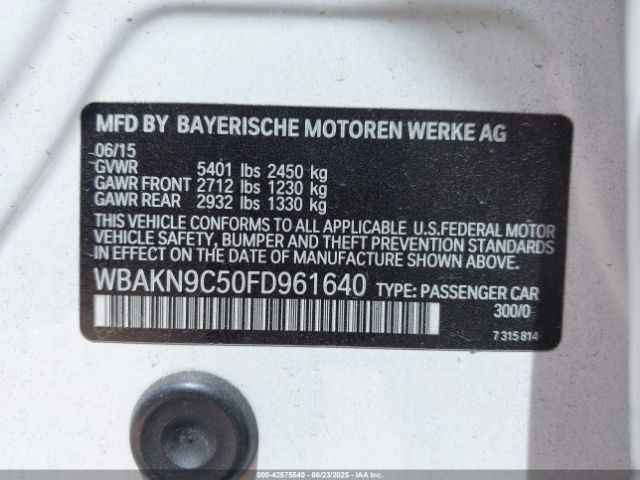 MFD BY BAYERISCHE MOTOREN WERKE AG
06/15
GVWR 5401 lbs 2450 kg
GAWR FRONT 2712 lbs 1230 kg
GAWR REAR 2932 lbs 1330 kg
THIS VEHICLE CONFORMS TO ALL APPLICABLE U.S.FEDERAL MOTOR
VEHICLE SAFETY, BUMPER AND THEFT PREVENTION STANDARDS
IN EFFECT ON THE DATE OF MANUFACTURE SHOWN ABOVE.
WBAKN9C50FD961640 TYPE: PASSENGER CAR
300/0
7 315 814
000-42575540 - 06/23/2025 - IAA Corp.